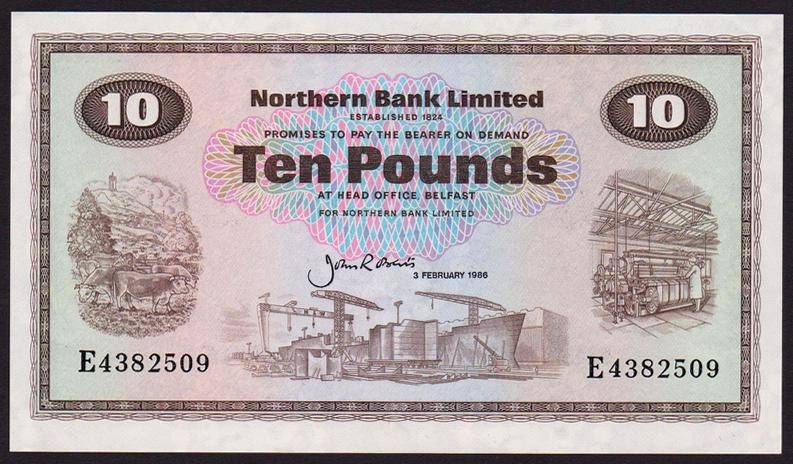 10
10
Northern Bank Limited
ESTABLISHED 1824
PROMISES TO PAY THE BEARER ON DEMAND
Ten Pounds
AT HEAD OFFICE, BELFAST
FOR NORTHERN BANK LIMITED
3 FEBRUARY 1986
E4382509
E4382509